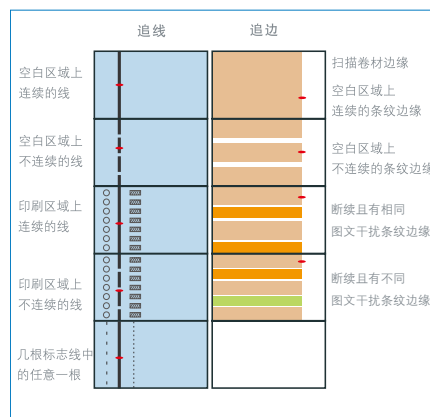 追线
追边
空白区域上
连续的线
空白区域上
不连续的线
印刷区域上
连续的线
印刷区域上
不连续的线
几根标志线中
的任意一根
扫描卷材边缘
空白区域上
连续的条纹边缘
空白区域上
不连续的条纹边缘
断续且有相同
图文干扰条纹边缘
断续且有不同
图文干扰条纹边缘